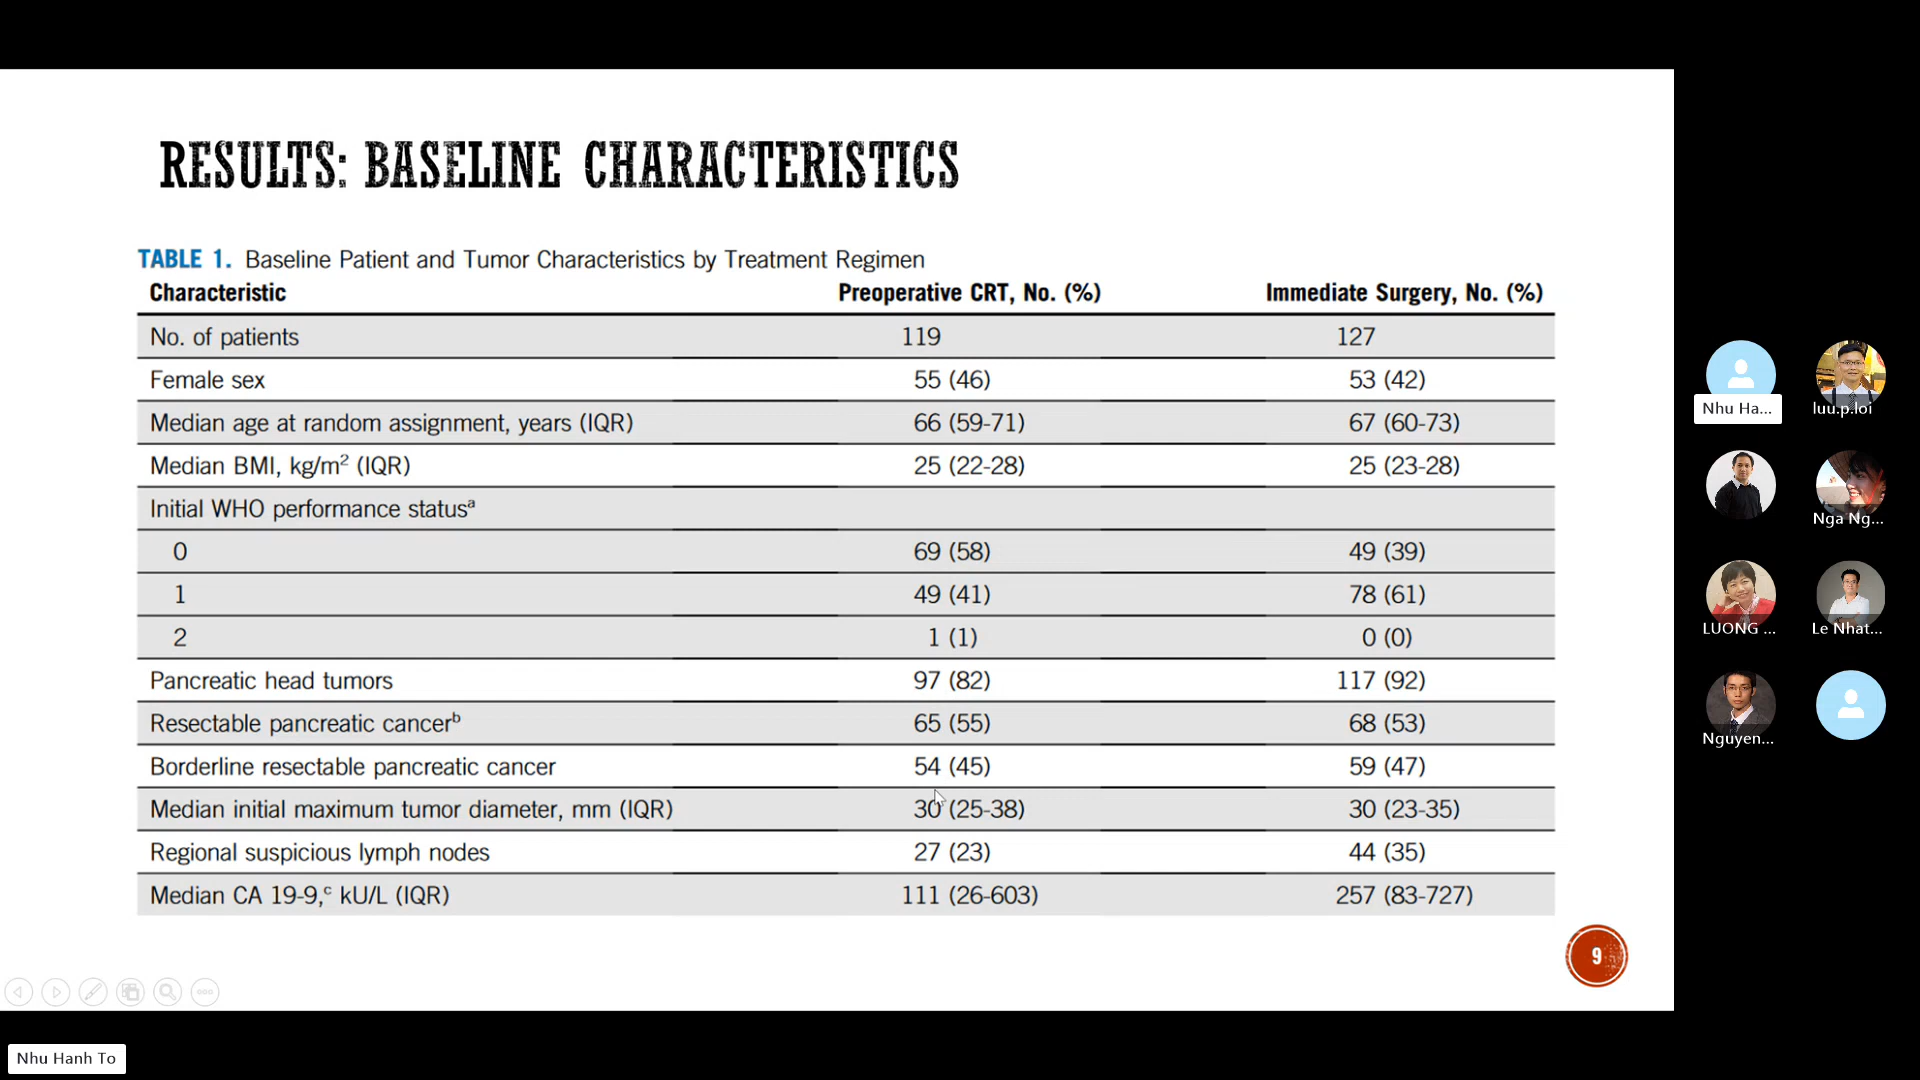 RESULTS: BASELINE CHARACTERISTICS
TABLE 1. Baseline Patient and Tumor Characteristics by Treatment Regimen
Characteristic Preoperative CRT, No. (%) Immediate Surgery, No. (%)
No. of patients 119 127
Female sex 55 (46) 53 (42)
Median age at random assignment, years (IQR) 66 (59-71) 67 (60-73)
Median BMI, kg/m² (IQR) 25 (22-28) 25 (23-28)
Initial WHO performance statusᵃ
0 69 (58) 49 (39)
1 49 (41) 78 (61)
2 1 (1) 0 (0)
Pancreatic head tumors 97 (82) 117 (92)
Resectable pancreatic cancerᵇ 65 (55) 68 (53)
Borderline resectable pancreatic cancer 54 (45) 59 (47)
Median initial maximum tumor diameter, mm (IQR) 30 (25-38) 30 (23-35)
Regional suspicious lymph nodes 27 (23) 44 (35)
Median CA 19-9,ᶜ kU/L (IQR) 111 (26-603) 257 (83-727)
9
Nhu Hanh To
Nhu Ha... luu.p.loi
Nga Ng...
LUONG ... Le Nhat...
Nguyen...